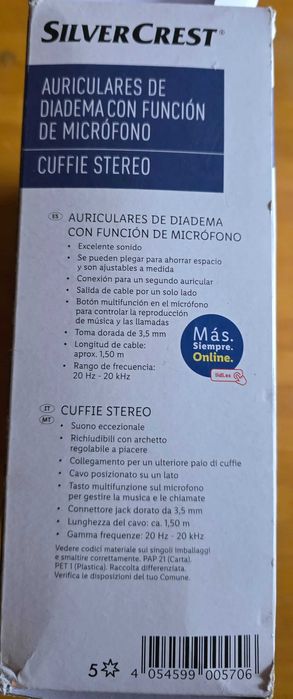 SILVERCREST®
AURICULARES DE
DIADEMA CON FUNCIÓN
DE MICRÓFONO
CUFFIE STEREO
ES AURICULARES DE DIADEMA
CON FUNCIÓN DE MICRÓFONO
• Excelente sonido
• Se pueden plegar para ahorrar espacio
y son ajustables a medida
• Conexión para un segundo auricular
• Salida de cable por un solo lado
• Botón multifunción en el micrófono
para controlar la reproducción
de música y las llamadas
• Toma dorada de 3,5 mm
• Longitud de cable:
aprox. 1,50 m
• Rango de frecuencia:
20 Hz - 20 kHz
Más.
Siempre.
Online.
lidl.es
IT
MT
CUFFIE STEREO
• Suono eccezionale
• Richiudibili con archetto
regolabile a piacere
• Collegamento per un ulteriore paio di cuffie
• Cavo posizionato su un lato
• Tasto multifunzione sul microfono
per gestire la musica e le chiamate
• Connettore jack dorato da 3,5 mm
• Lunghezza del cavo: ca. 1,50 m
• Gamma frequenze: 20 Hz - 20 kHz
Vedere codici materiale sui singoli imballaggi
e smaltire correttamente. PAP 21 (Carta).
PET 1 (Plastica). Raccolta differenziata.
Verifica le disposizioni del tuo Comune.
5
4 054599 005706